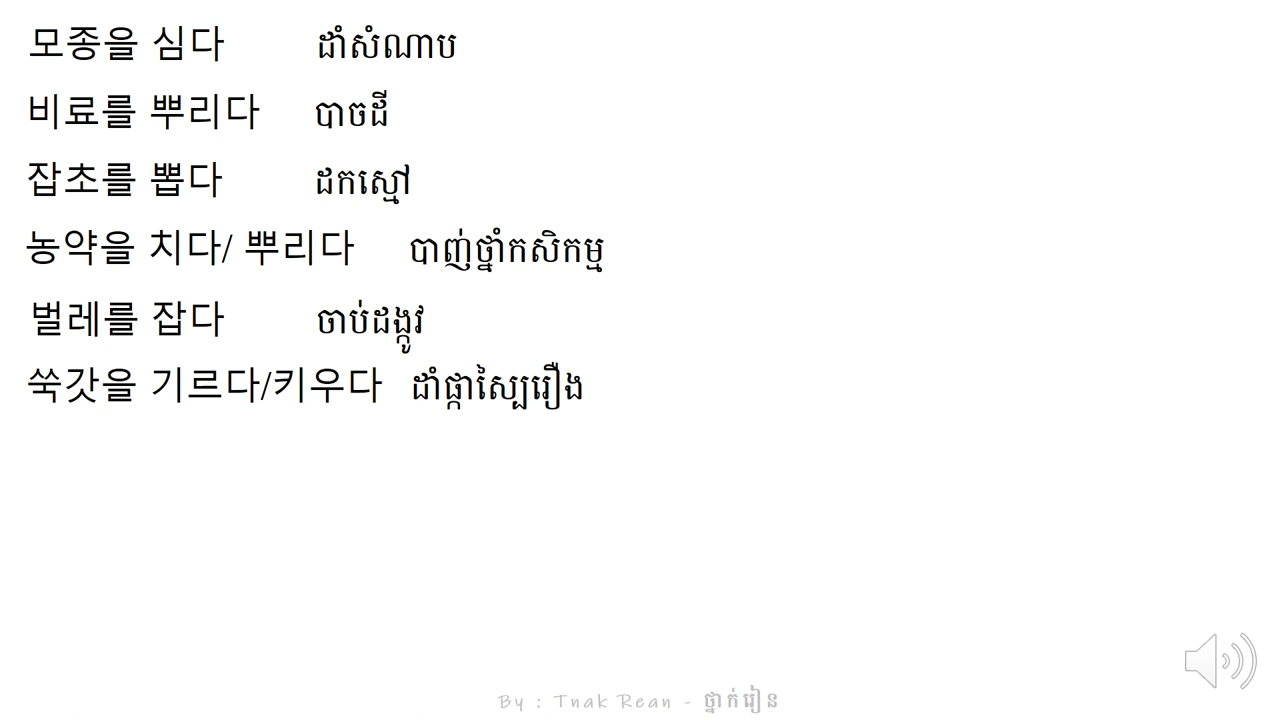 모종을 심다 ដាំសំណាប
비료를 뿌리다 បាចដី
잡초를 뽑다 ដកស្មៅ
농약을 치다/ 뿌리다 បាញ់ថ្នាំកសិកម្ម
벌레를 잡다 ចាប់ដង្កូវ
쑥갓을 기르다/키우다 ដាំផ្កាស្ពៃរឿង
By : Tnak Rean - ថ្នាក់រៀន